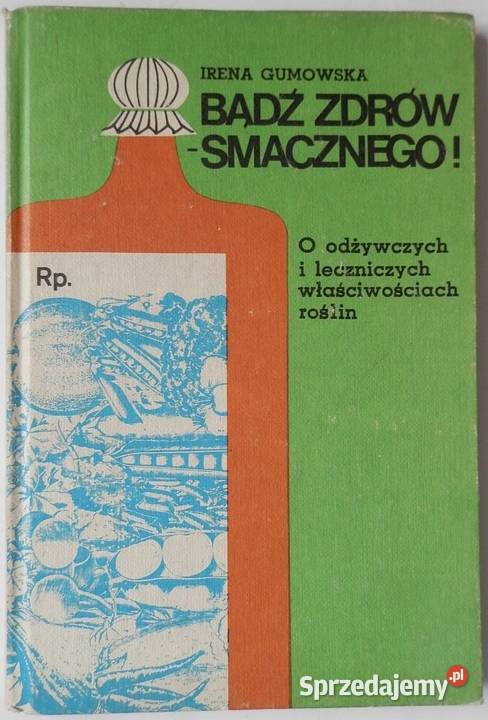 IRENA GUMOWSKA
BĄDŹ ZDRÓW
-SMACZNEGO!
O odżywczych
i leczniczych
właściwościach
roślin
Rp.
Sprzedajemy.pl